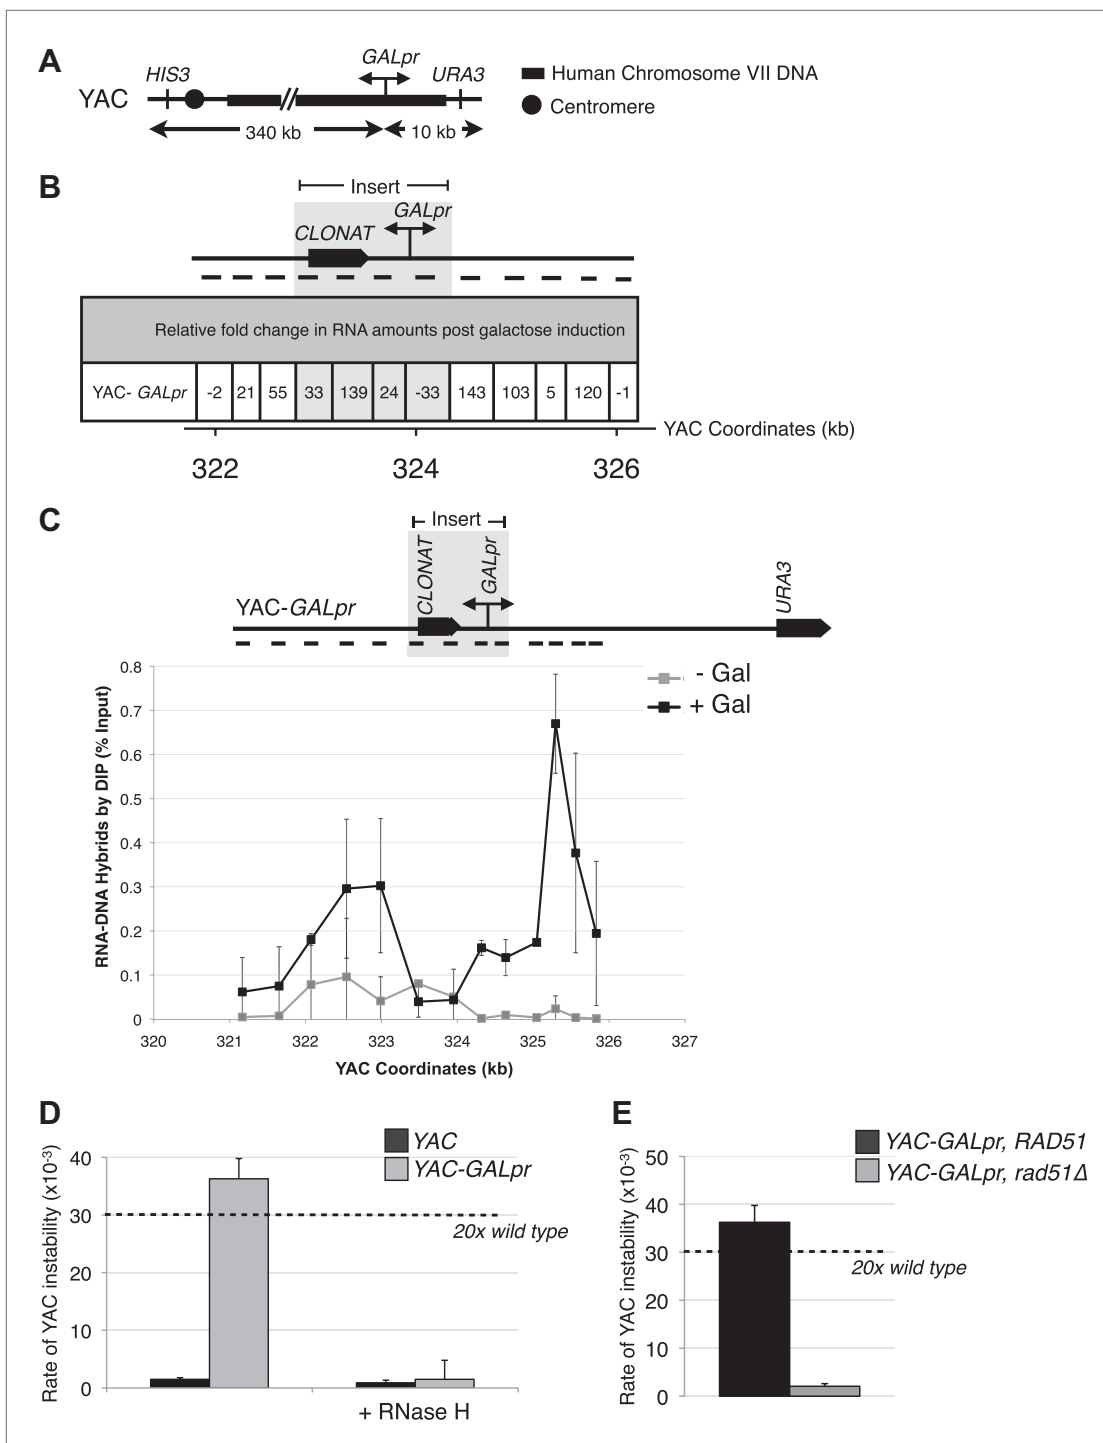 A
HIS3
GALpr
URA3
YAC
340 kb
10 kb
Human Chromosome VII DNA
Centromere
B
Insert
GALpr
CLONAT
Relative fold change in RNA amounts post galactose induction
YAC- GALpr -2 21 55 33 139 24 -33 143 103 5 120 -1
YAC Coordinates (kb)
322 324 326
C
Insert
CLONAT
GALpr
URA3
YAC-GALpr
- Gal
+ Gal
RNA-DNA Hybrids by DIP (% Input)
0.8
0.7
0.6
0.5
0.4
0.3
0.2
0.1
0
320 321 322 323 324 325 326 327
YAC Coordinates (kb)
D
YAC
YAC-GALpr
Rate of YAC instability (x10-3)
40
30
20
10
0
20x wild type
+ RNase H
E
YAC-GALpr, RAD51
YAC-GALpr, rad51Δ
Rate of YAC instability (x10-3)
50
40
30
20
10
0
20x wild type